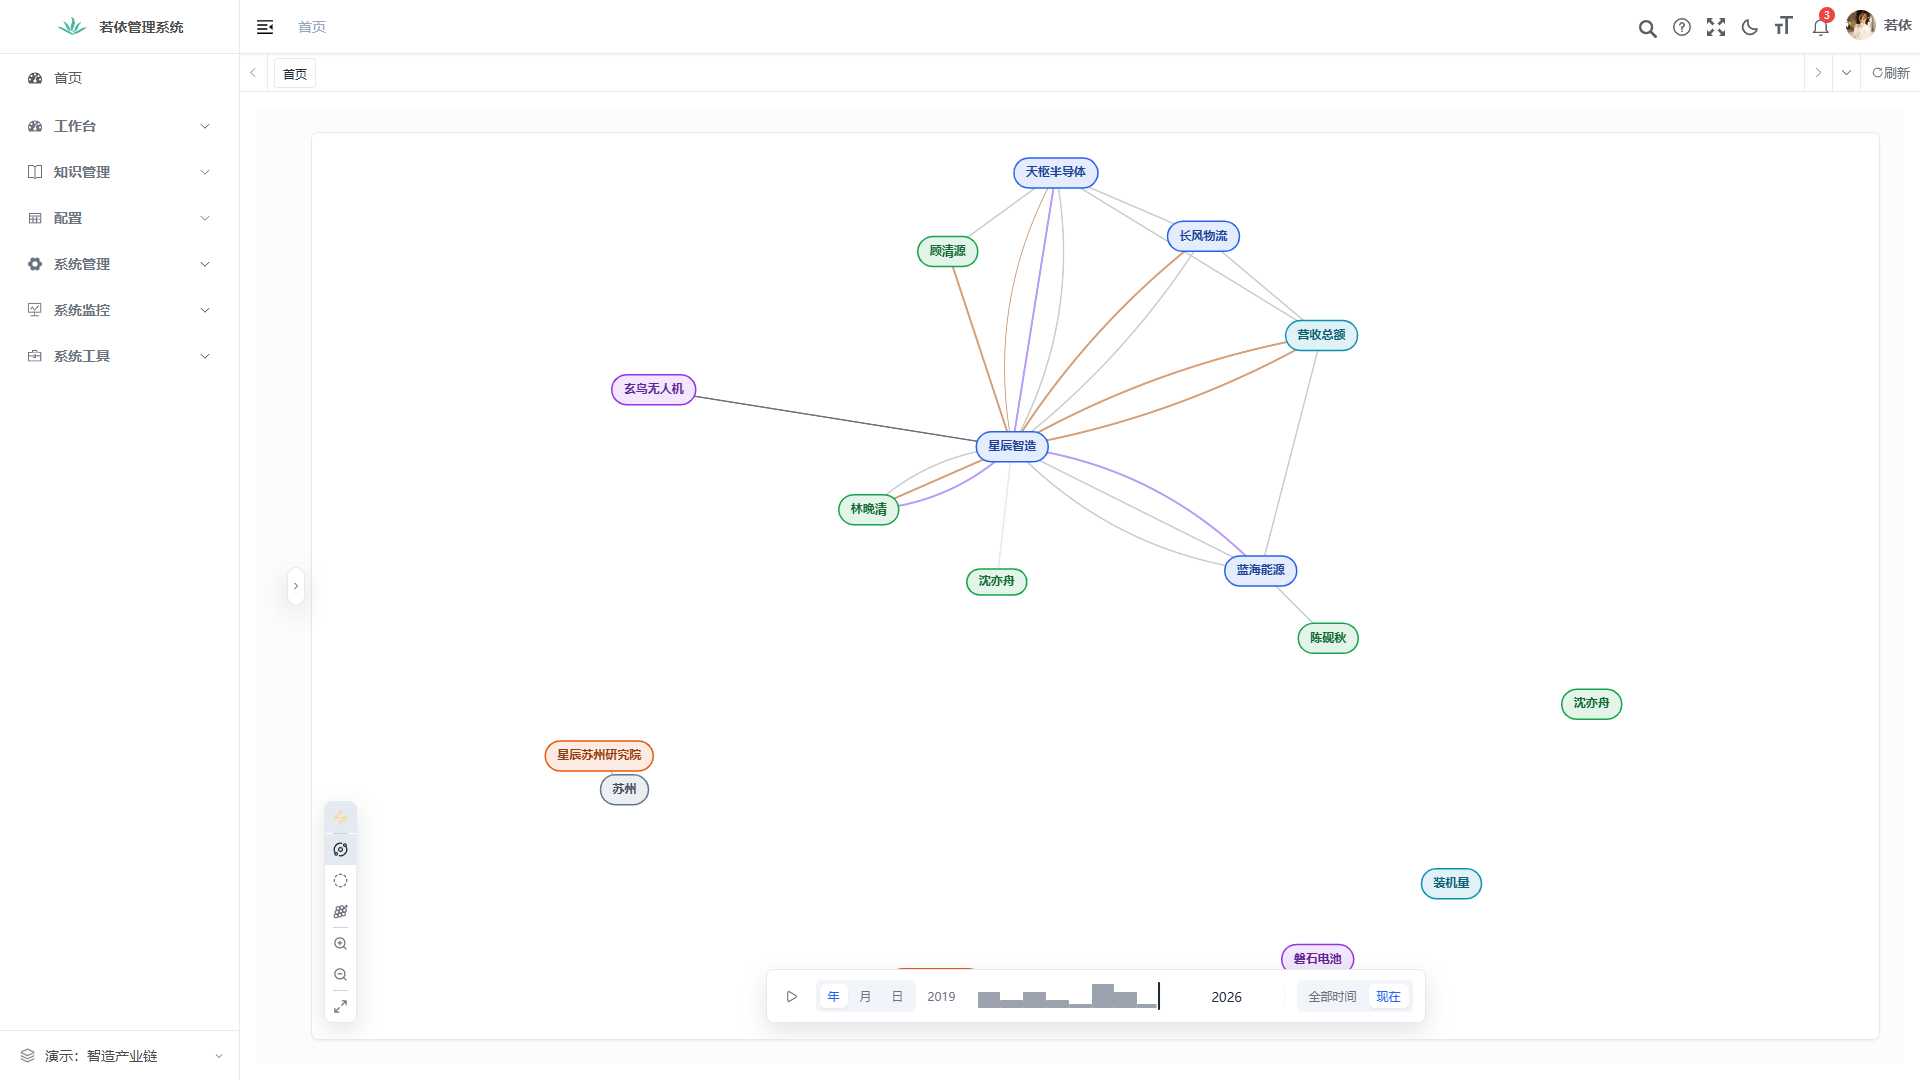 若依管理系统
首页
3
若依
首页
刷新
首页
工作台
知识管理
配置
系统管理
系统监控
系统工具
天枢半导体
长风物流
顾清源
营收总额
玄鸟无人机
星辰智造
林晚清
沈亦舟
蓝海能源
陈砚秋
沈亦舟
星辰苏州研究院
苏州
装机量
磐石电池
年 月 日 2019 2026 全部时间 现在
演示：智造产业链